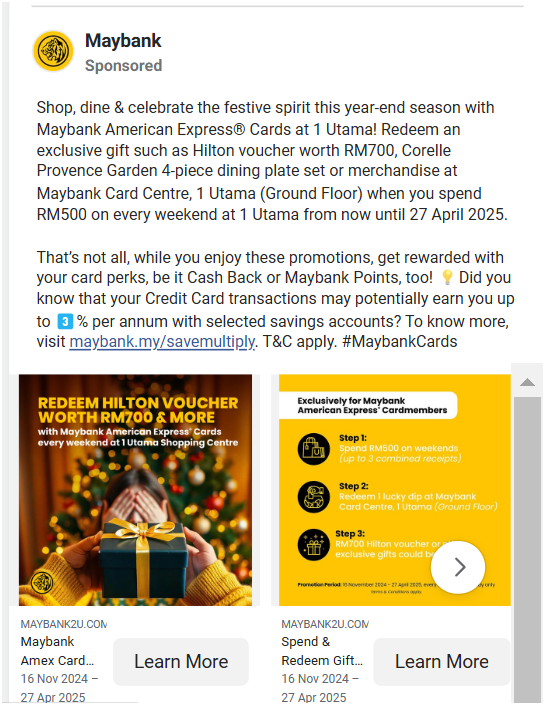 Maybank
Sponsored
Shop, dine & celebrate the festive spirit this year-end season with
Maybank American Express® Cards at 1 Utama! Redeem an
exclusive gift such as Hilton voucher worth RM700, Corelle
Provence Garden 4-piece dining plate set or merchandise at
Maybank Card Centre, 1 Utama (Ground Floor) when you spend
RM500 on every weekend at 1 Utama from now until 27 April 2025.
That's not all, while you enjoy these promotions, get rewarded with
your card perks, be it Cash Back or Maybank Points, too! 💡 Did you
know that your Credit Card transactions may potentially earn you up
to 3️⃣ % per annum with selected savings accounts? To know more,
visit maybank.my/savemultiply. T&C apply. #MaybankCards
REDEEM HILTON VOUCHER
WORTH RM700 & MORE
with Maybank American Express® Cards
every weekend at 1 Utama Shopping Centre
Exclusively for Maybank
American Express® Cardmembers
Step 1:
Spend RM500 on weekends
(up to 3 combined receipts)
Step 2:
Redeem 1 lucky dip at Maybank
Card Centre, 1 Utama (Ground Floor)
Step 3:
RM700 Hilton voucher or
exclusive gifts could
Promotion Period: 16 November 2024 - 27 April 2025, every only
Terms & Conditions apply
MAYBANK2U.COM
Maybank
Amex Card...
16 Nov 2024 –
27 Apr 2025
Learn More
MAYBANK2U.COM
Spend &
Redeem Gift...
16 Nov 2024 –
27 Apr 2025
Learn More